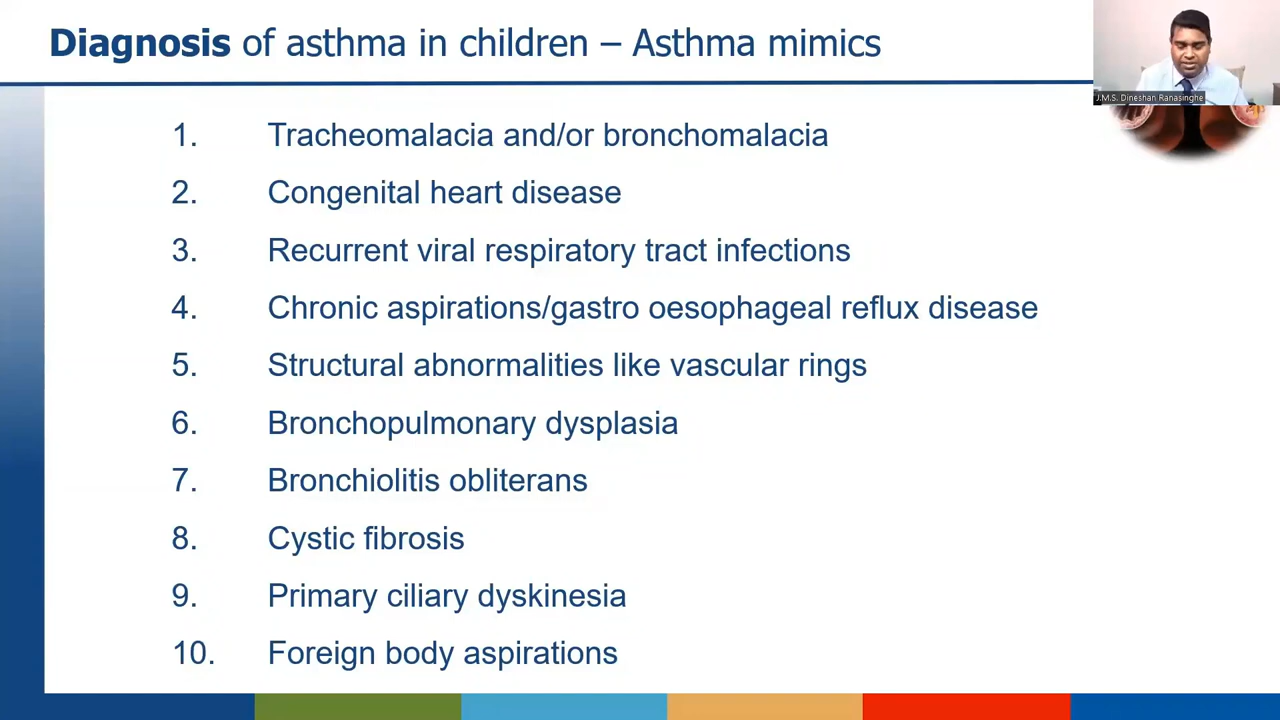 Diagnosis of asthma in children – Asthma mimics
J.M.S. Dineshan Ranasinghe
1. Tracheomalacia and/or bronchomalacia
2. Congenital heart disease
3. Recurrent viral respiratory tract infections
4. Chronic aspirations/gastro oesophageal reflux disease
5. Structural abnormalities like vascular rings
6. Bronchopulmonary dysplasia
7. Bronchiolitis obliterans
8. Cystic fibrosis
9. Primary ciliary dyskinesia
10. Foreign body aspirations